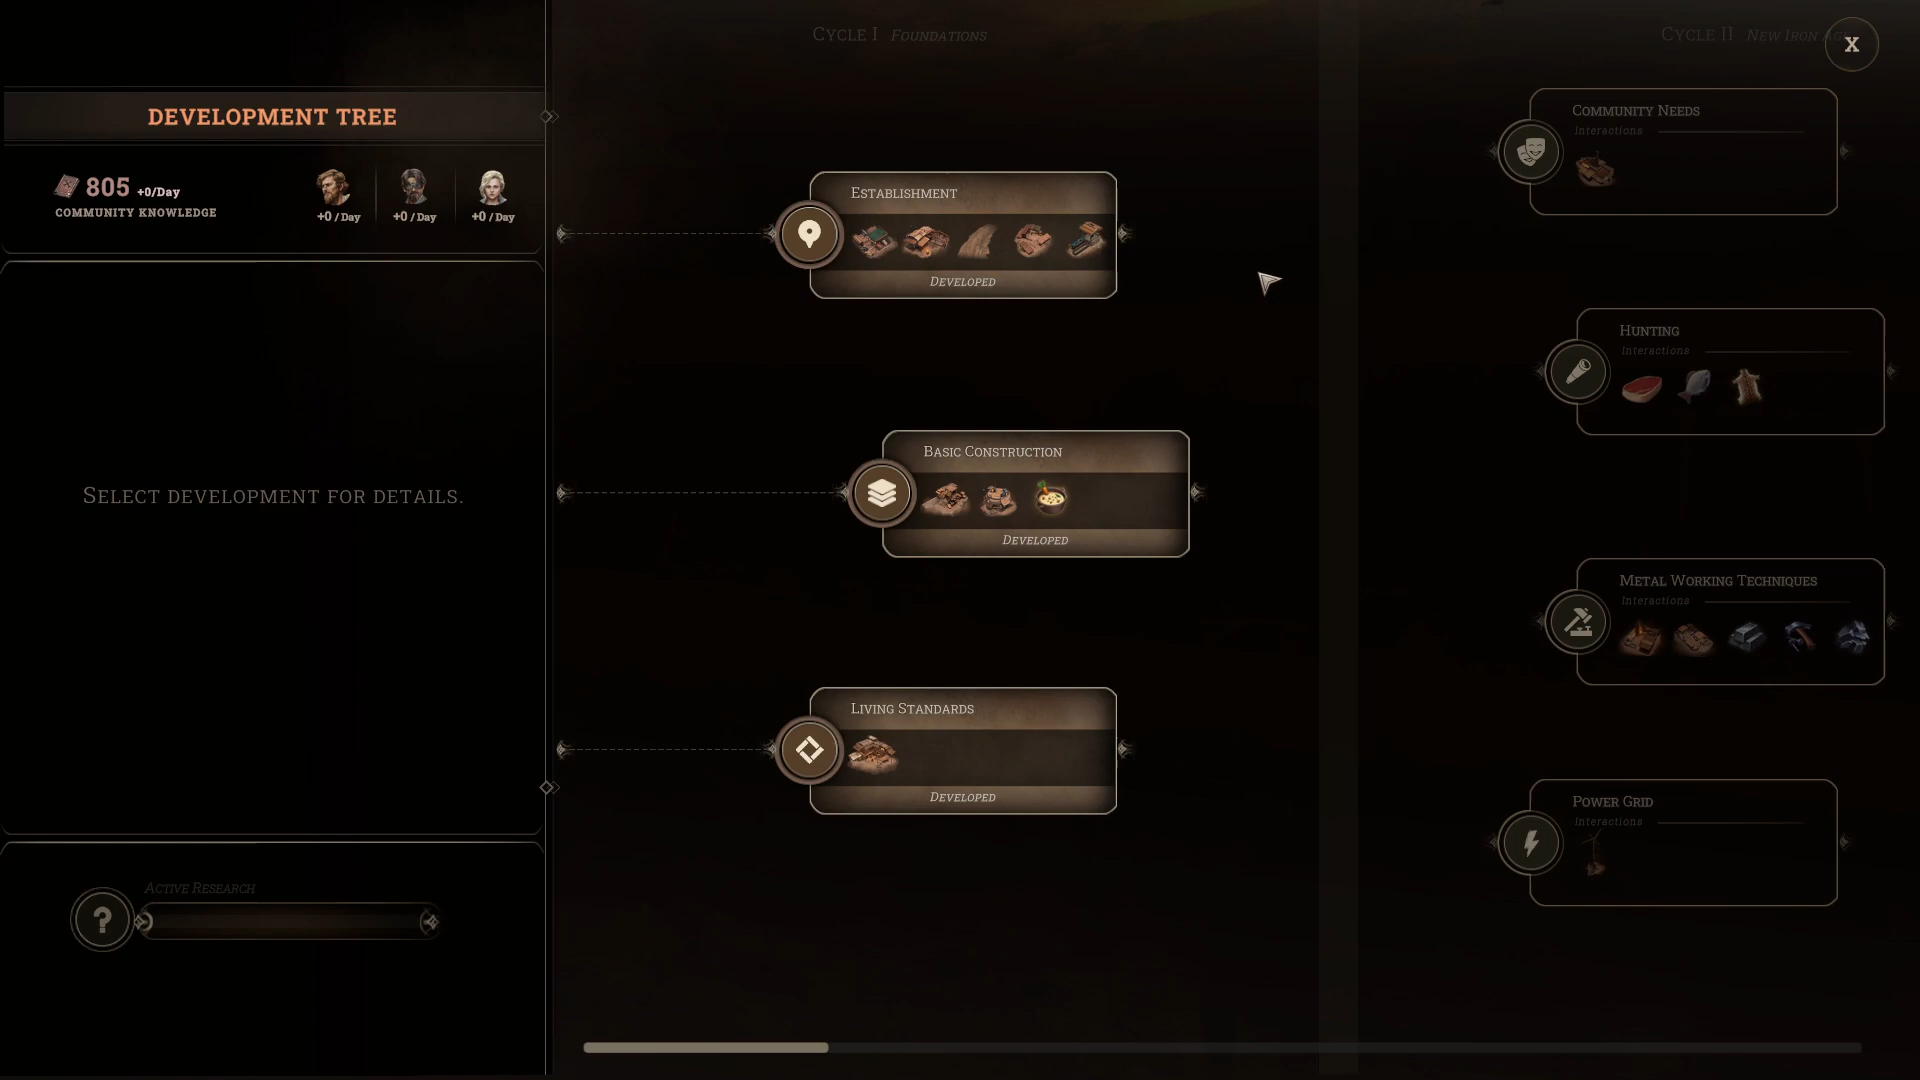 Cycle I Foundations
Cycle II New Iron Age
X
DEVELOPMENT TREE
805 +0/Day
COMMUNITY KNOWLEDGE
+0 / Day
+0 / Day
+0 / Day
Select development for details.
Active Research
?
Establishment
Developed
Basic Construction
Developed
Living Standards
Developed
Community Needs
Interactions
Hunting
Interactions
Metal Working Techniques
Interactions
Power Grid
Interactions